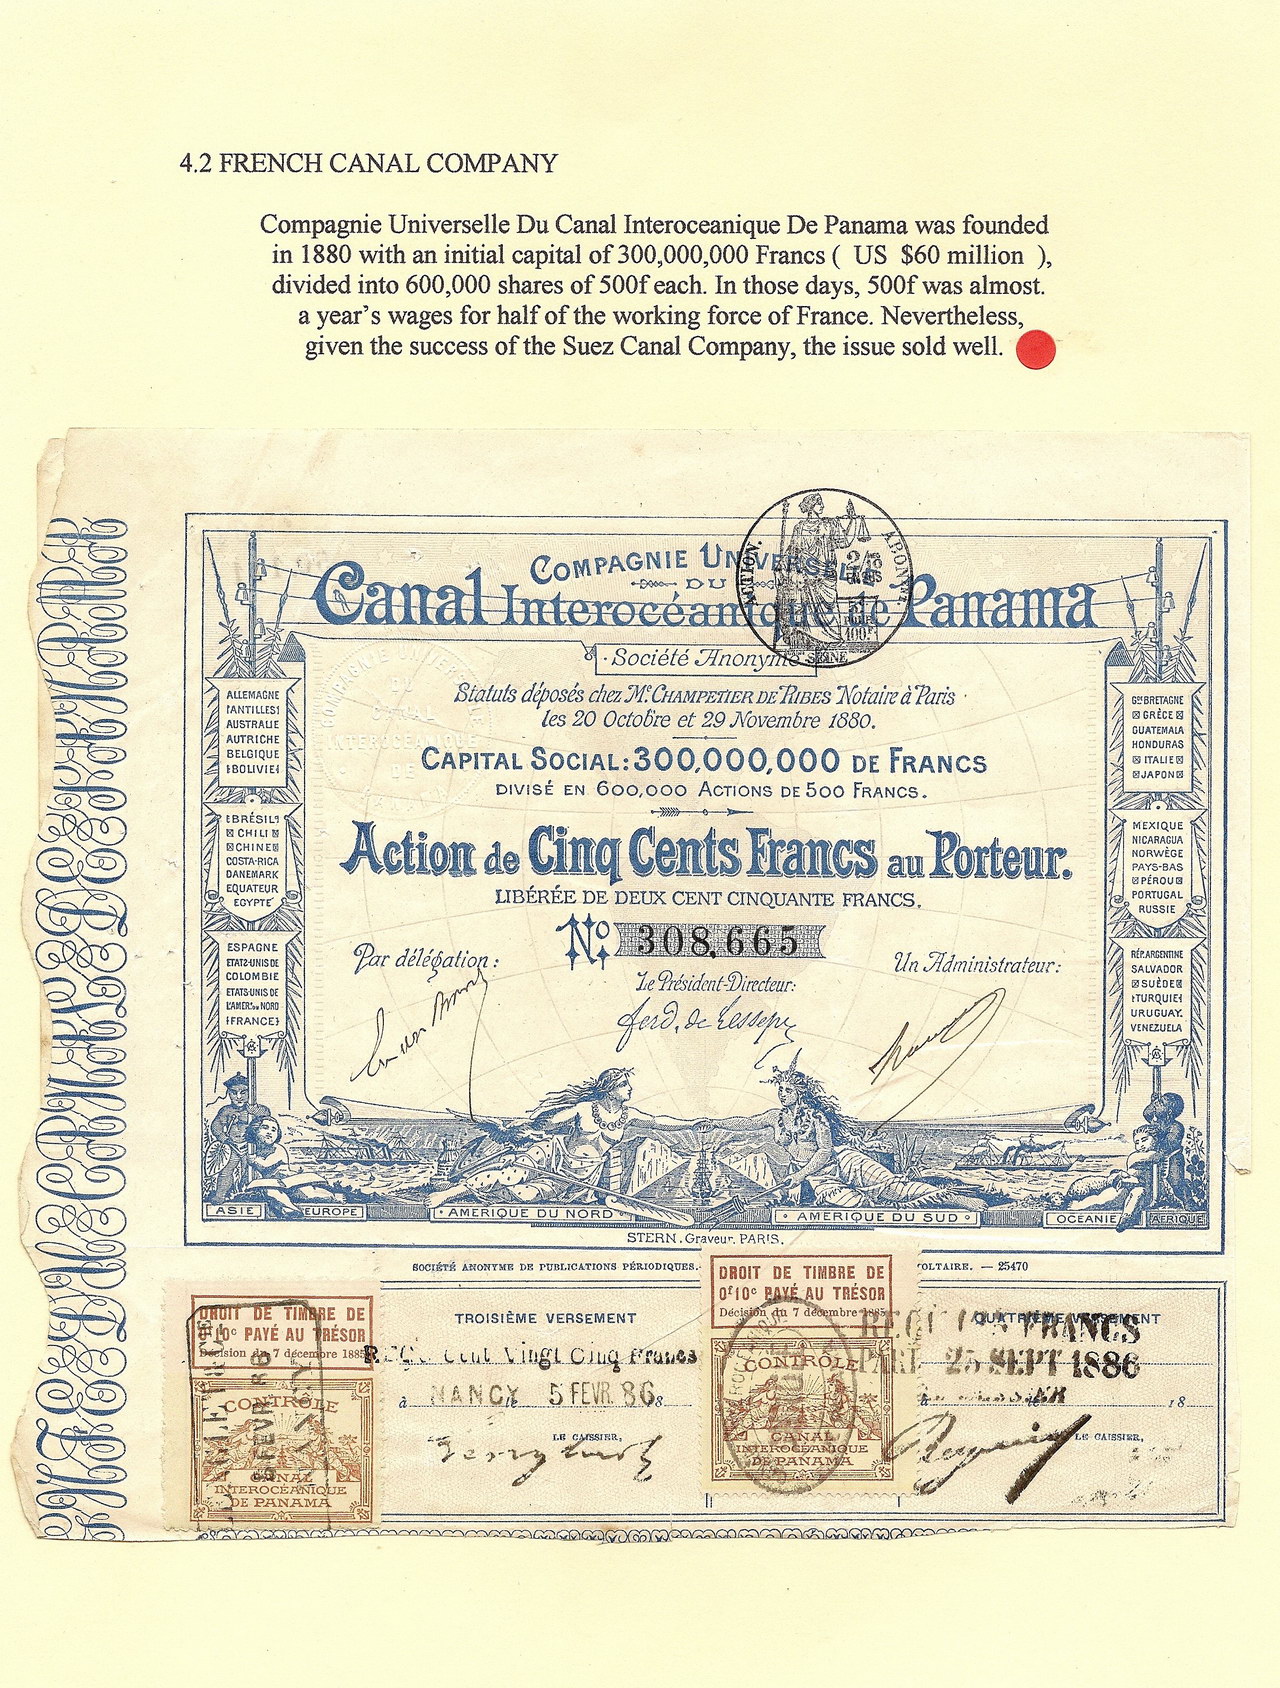 4.2 FRENCH CANAL COMPANY
Compagnie Universelle Du Canal Interoceanique De Panama was founded
in 1880 with an initial capital of 300,000,000 Francs ( US $60 million ),
divided into 600,000 shares of 500f each. In those days, 500f was almost.
a year's wages for half of the working force of France. Nevertheless,
given the success of the Suez Canal Company, the issue sold well.
COMPAGNIE UNIVERSELLE
DU
Canal Interocéanique de Panama
Société Anonyme
ACTION.
ABONNT.
SEINE
Statuts déposés chez Me CHAMPETIER DE RIBES Notaire à Paris
les 20 Octobre et 29 Novembre 1880.
CAPITAL SOCIAL: 300,000,000 DE FRANCS
DIVISÉ EN 600,000 ACTIONS DE 500 FRANCS.
Action de Cinq Cents Francs au Porteur.
LIBÉRÉE DE DEUX CENT CINQUANTE FRANCS.
No. 308,665
Par délégation:
Le Président-Directeur:
Un Administrateur:
Ferd. de Lesseps
ALLEMAGNE
ANTILLES
AUSTRALIE
AUTRICHE
BELGIQUE
BOLIVIE
BRÉSIL
CHILI
CHINE
COSTA-RICA
DANEMARK
EQUATEUR
EGYPTE
ESPAGNE
ETATS-UNIS DE
COLOMBIE
ETATS-UNIS DE
L'AMER. DU NORD
FRANCE
GDE BRETAGNE
GRÈCE
GUATEMALA
HONDURAS
ITALIE
JAPON
MEXIQUE
NICARAGUA
NORWÈGE
PAYS-BAS
PÉROU
PORTUGAL
RUSSIE
RÉP. ARGENTINE
SALVADOR
SUÈDE
TURQUIE
URUGUAY.
VENEZUELA
ASIE
EUROPE
AMERIQUE DU NORD
AMERIQUE DU SUD
OCEANIE
AFRIQUE
STERN. Graveur. PARIS.
SOCIÉTÉ ANONYME DE PUBLICATIONS PÉRIODIQUES.
VOLTAIRE. — 25470
DROIT DE TIMBRE DE
0f10c PAYÉ AU TRÉSOR
Décision du 7 décembre 1885
CONTRÔLE
CANAL
INTEROCÉANIQUE
DE PANAMA
TROISIÈME VERSEMENT
REÇU Cent Vingt Cinq Francs
à NANCY le 5 FEVR. 86 18
LE CAISSIER,
DROIT DE TIMBRE DE
0f10c PAYÉ AU TRÉSOR
Décision du 7 décembre 1885
CONTRÔLE
CANAL
INTEROCÉANIQUE
DE PANAMA
QUATRIÈME VERSEMENT
FRANCS
25 SEPT 1886
18
LE CAISSIER,